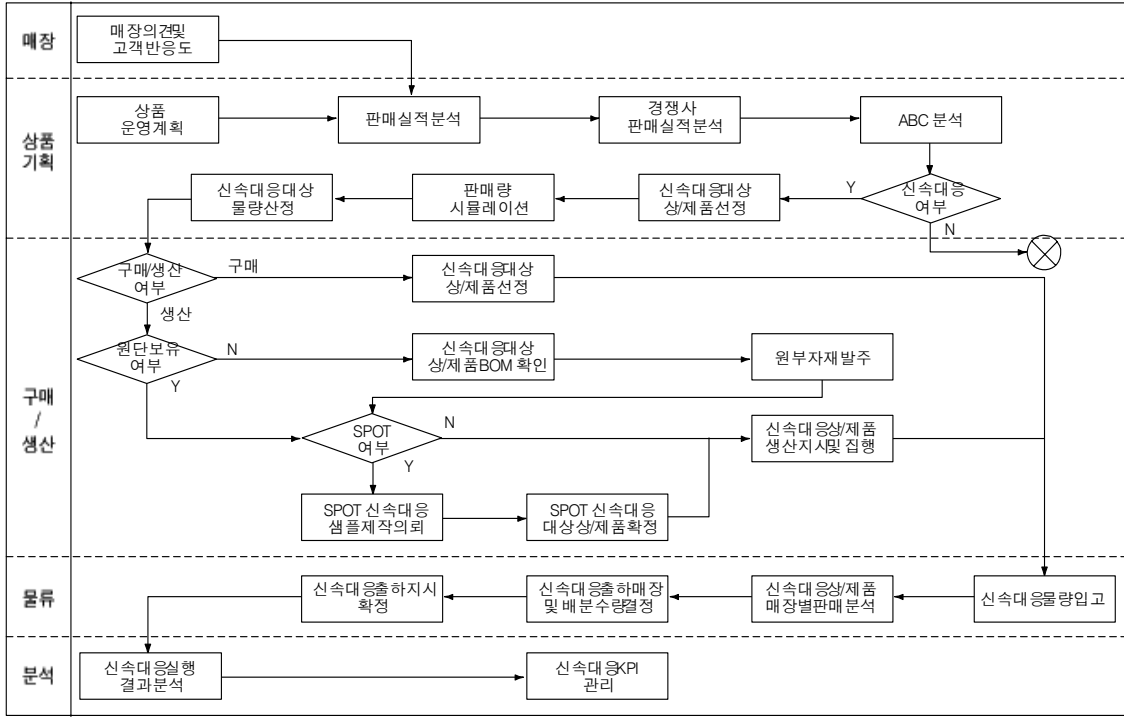 매장
매장의견및
고객반응도
상품
기획
상품
운영계획
판매실적분석
경쟁사
판매실적분석
ABC 분석
신속대응대상
물량산정
판매량
시뮬레이션
신속대응대상
상/제품선정
Y
신속대응
여부
N
구매
/
생산
구매/생산
여부
구매
신속대응대상
상/제품선정
생산
원단보유
여부
N
Y
신속대응대상
상/제품BOM 확인
원부자재발주
SPOT
여부
N
Y
신속대응상/제품
생산지시및 집행
SPOT 신속대응
샘플제작의뢰
SPOT 신속대응
대상상/제품확정
물류
신속대응출하지시
확정
신속대응출하매장
및 배분수량결정
신속대응상/제품
매장별판매분석
신속대응물량입고
분석
신속대응실행
결과분석
신속대응KPI
관리